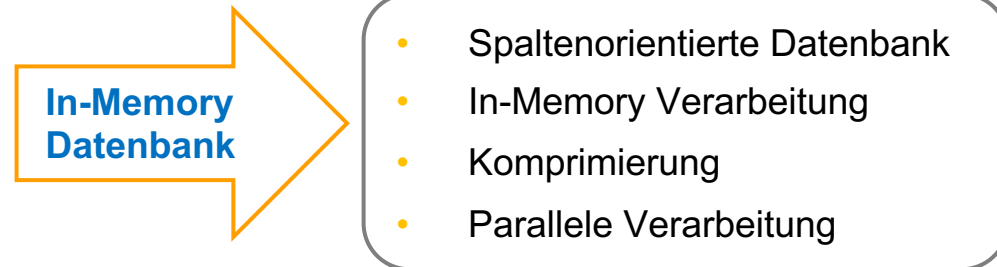 In-Memory
Datenbank
• Spaltenorientierte Datenbank
• In-Memory Verarbeitung
• Komprimierung
• Parallele Verarbeitung